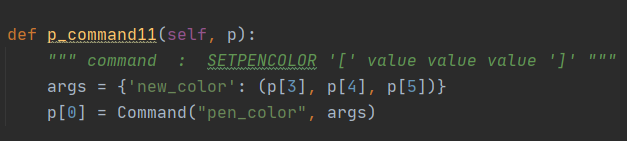 def p_command11(self, p):
    """ command  :  SETPENCOLOR '[' value value value ']' """
    args = {'new_color': (p[3], p[4], p[5])}
    p[0] = Command("pen_color", args)